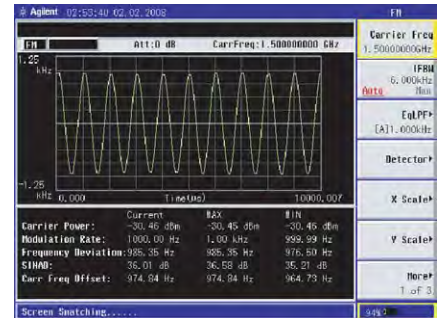 Agilent 02:53:40 02.02.2008
FM
FM Att:0 dB CarrFreq:1.500000000 GHz
Carrier Freq
1.500000000GHz
1.25
kHz
IFBW
6.000kHz
Auto Man
EqLPF
[A]1.000kHz
Detector
-1.25
kHz 0.000 Time(µs) 10000.007
X Scale
Current MAX MIN
Carrier Power: -30.46 dBm -30.45 dBm -30.46 dBm
Modulation Rate: 1000.00 Hz 1.00 kHz 999.99 Hz
Y Scale
Frequency Deviation:985.35 Hz 985.35 Hz 976.50 Hz
SINAD: 36.01 dB 36.58 dB 35.21 dB
Carr Freq Offset: 974.84 Hz 974.84 Hz 964.73 Hz
More
1 of 3
Screen Snatching......
94%